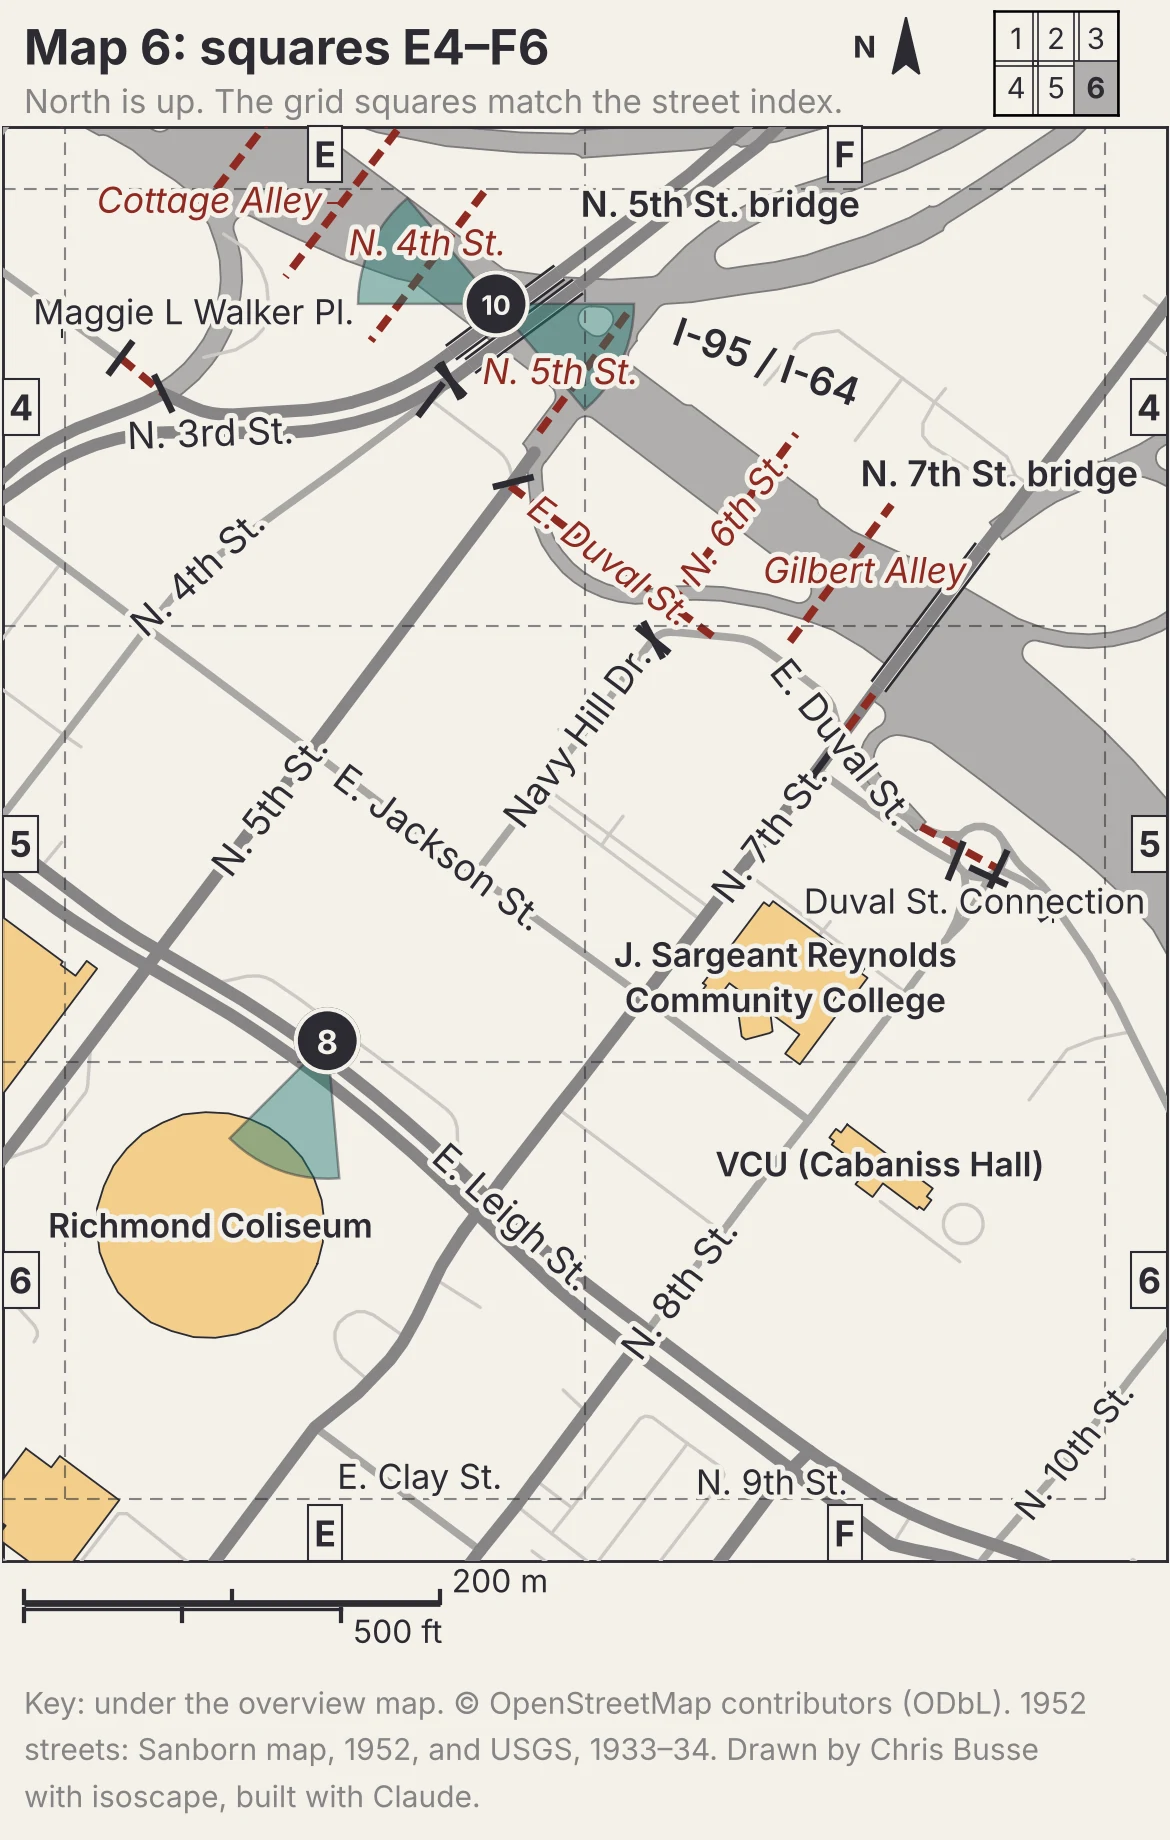 Map 6: squares E4–F6
North is up. The grid squares match the street index.
N
1 2 3
4 5 6
E
F
Cottage Alley
N. 5th St. bridge
N. 4th St.
10
Maggie L Walker Pl.
I-95 / I-64
N. 5th St.
4
4
N. 3rd St.
N. 7th St. bridge
N. 6th St.
E. Duval St.
Gilbert Alley
N. 4th St.
Navy Hill Dr.
E. Duval St.
N. 5th St.
E. Jackson St.
N. 7th St.
5
5
Duval St. Connection
J. Sargeant Reynolds
Community College
8
VCU (Cabaniss Hall)
E. Leigh St.
Richmond Coliseum
N. 8th St.
6
6
N. 10th St.
E. Clay St.
N. 9th St.
E
F
200 m
500 ft
Key: under the overview map. © OpenStreetMap contributors (ODbL). 1952
streets: Sanborn map, 1952, and USGS, 1933–34. Drawn by Chris Busse
with isoscape, built with Claude.